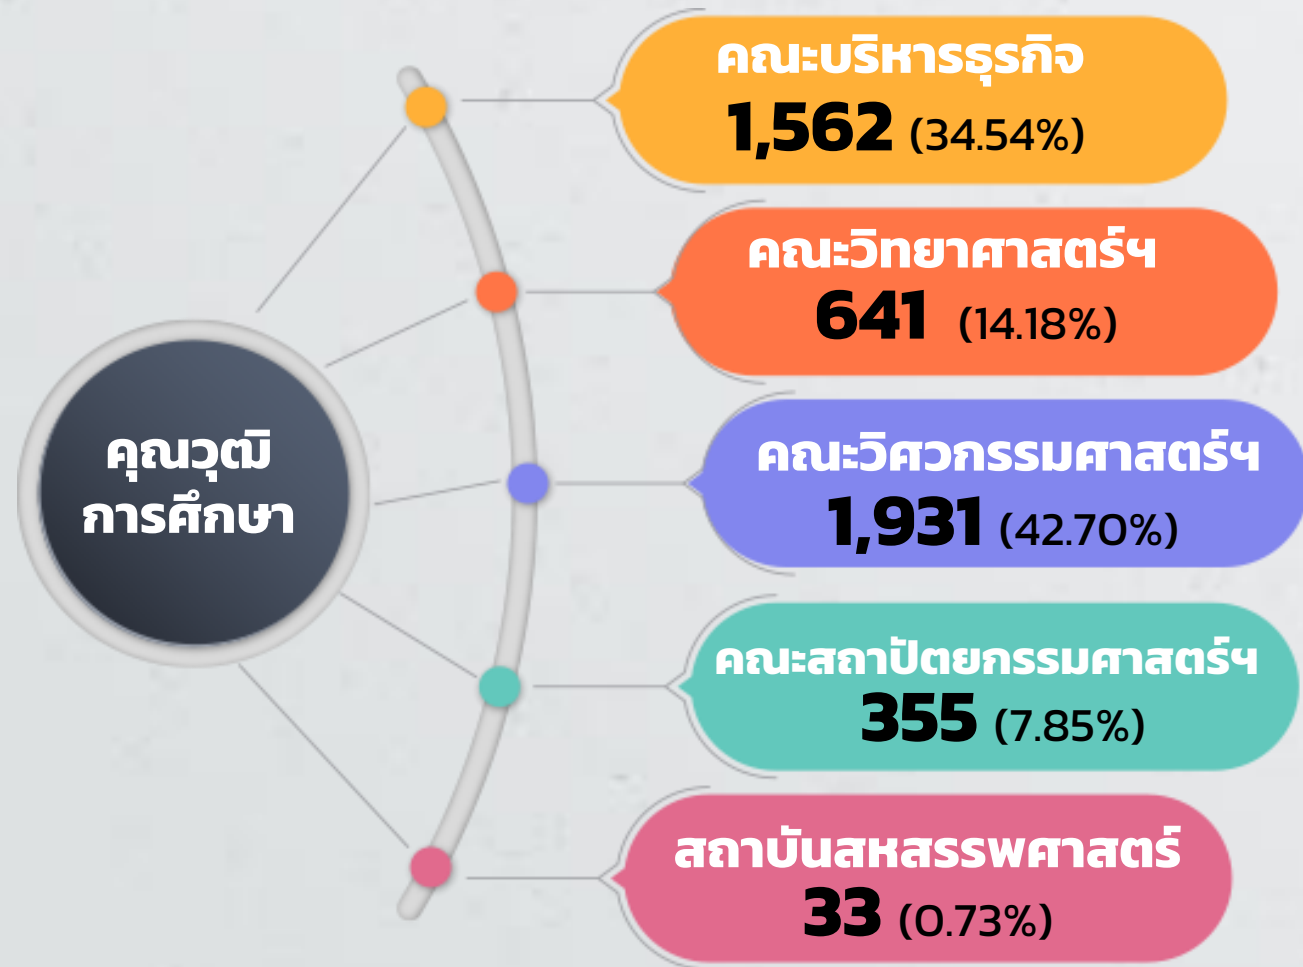 คุณวุฒิ
การศึกษา
คณะบริหารธุรกิจ
1,562 (34.54%)
คณะวิทยาศาสตร์ฯ
641 (14.18%)
คณะวิศวกรรมศาสตร์ฯ
1,931 (42.70%)
คณะสถาปัตยกรรมศาสตร์ฯ
355 (7.85%)
สถาบันสหสรรพศาสตร์
33 (0.73%)